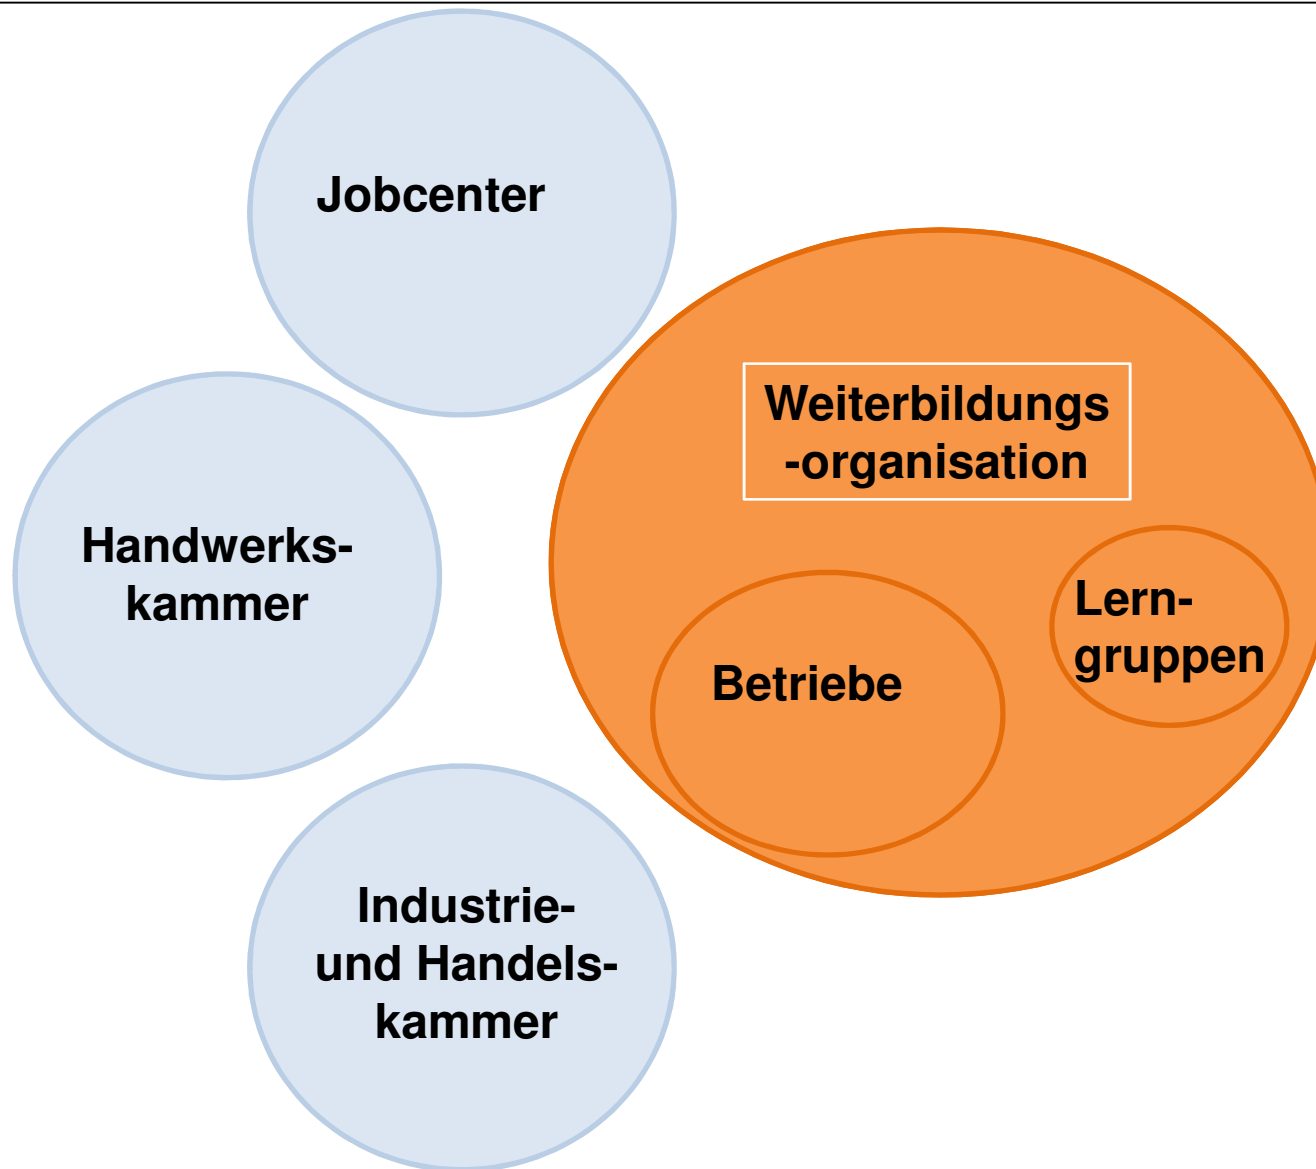 Jobcenter
Weiterbildungs
-organisation
Handwerks-
kammer
Lern-
gruppen
Betriebe
Industrie-
und Handels-
kammer